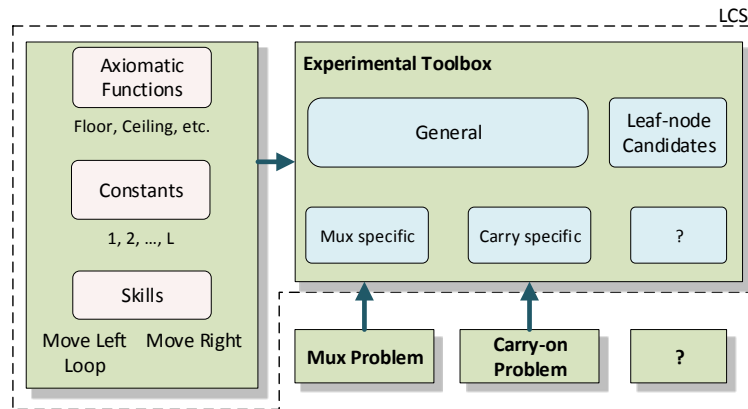 LCS
Axiomatic
Functions
Floor, Ceiling, etc.
Constants
1, 2, ..., L
Skills
Move Left Move Right
Loop
Experimental Toolbox
General
Leaf-node
Candidates
Mux specific
Carry specific
?
Mux Problem
Carry-on
Problem
?